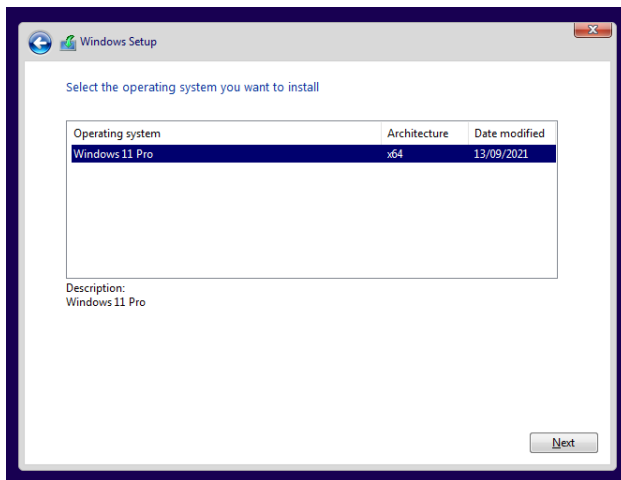 Windows Setup
Select the operating system you want to install
Operating system Architecture Date modified
Windows 11 Pro x64 13/09/2021
Description:
Windows 11 Pro
Next